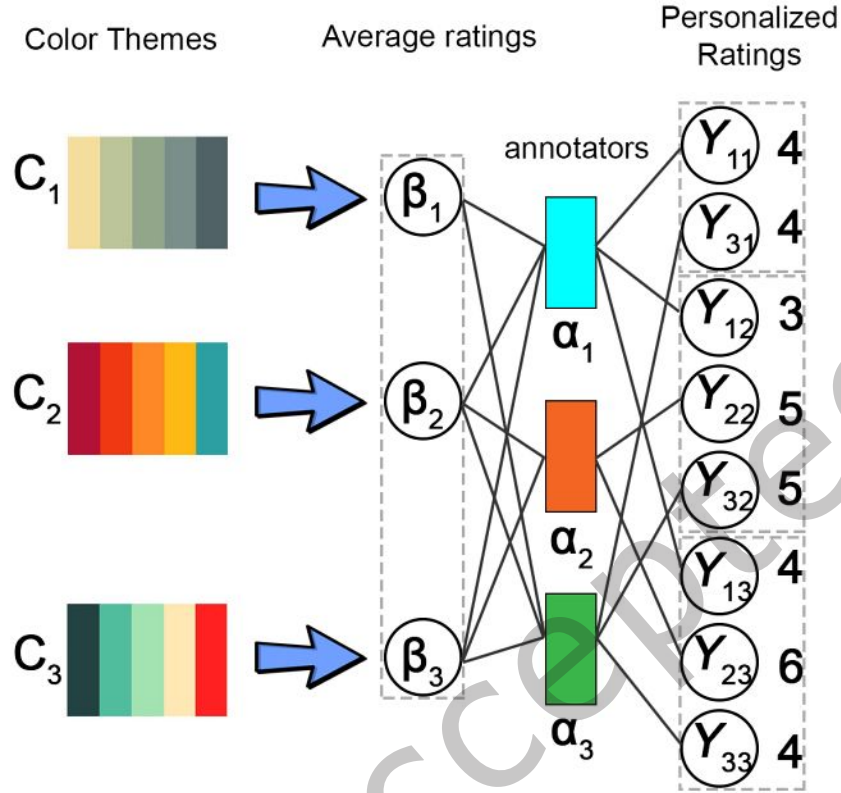 Color Themes
Average ratings
Personalized
Ratings
annotators
C1
C2
C3
β1
β2
β3
α1
α2
α3
Y11 4
Y31 4
Y12 3
Y22 5
Y32 5
Y13 4
Y23 6
Y33 4
ccepted